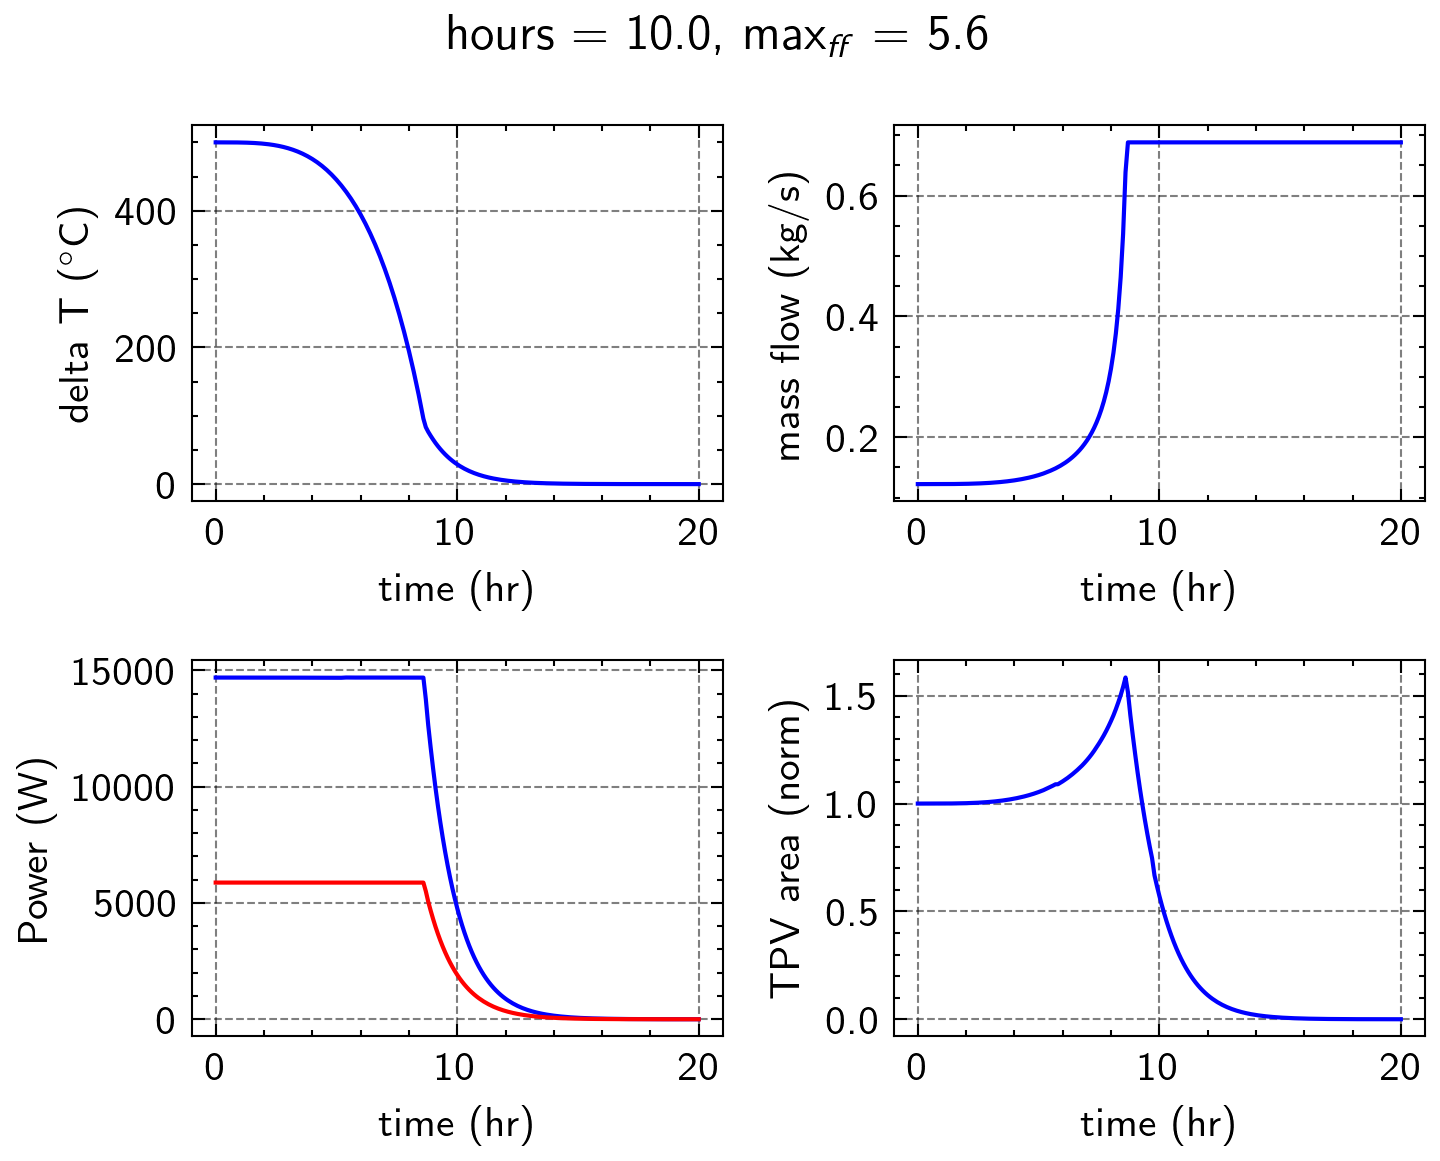 hours = 10.0, max_ff = 5.6
delta T (°C)
400
200
0
0 10 20
time (hr)
mass flow (kg/s)
0.6
0.4
0.2
0 10 20
time (hr)
Power (W)
15000
10000
5000
0
0 10 20
time (hr)
TPV area (norm)
1.5
1.0
0.5
0.0
0 10 20
time (hr)